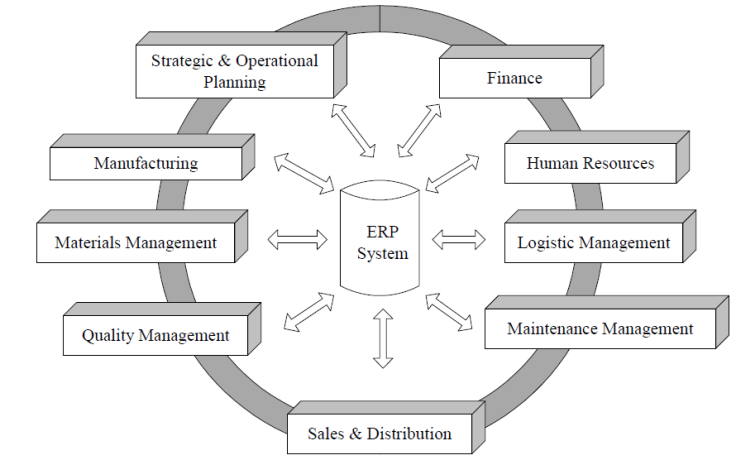 Strategic & Operational
Planning
Finance
Manufacturing
Human Resources
ERP
System
Materials Management
Logistic Management
Quality Management
Maintenance Management
Sales & Distribution